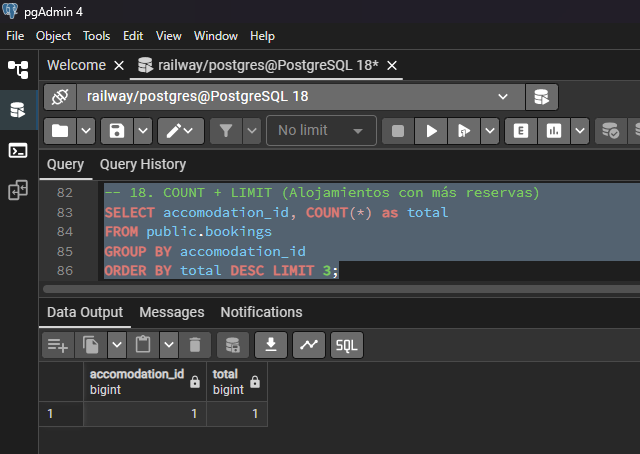 pgAdmin 4
File Object Tools Edit View Window Help
Welcome railway/postgres@PostgreSQL 18*
railway/postgres@PostgreSQL 18
No limit E
Query Query History
82 -- 18. COUNT + LIMIT (Alojamientos con más reservas)
83 SELECT accomodation_id, COUNT(*) as total
84 FROM public.bookings
85 GROUP BY accomodation_id
86 ORDER BY total DESC LIMIT 3;
Data Output Messages Notifications
SQL
accomodation_id total
bigint bigint
1 1 1